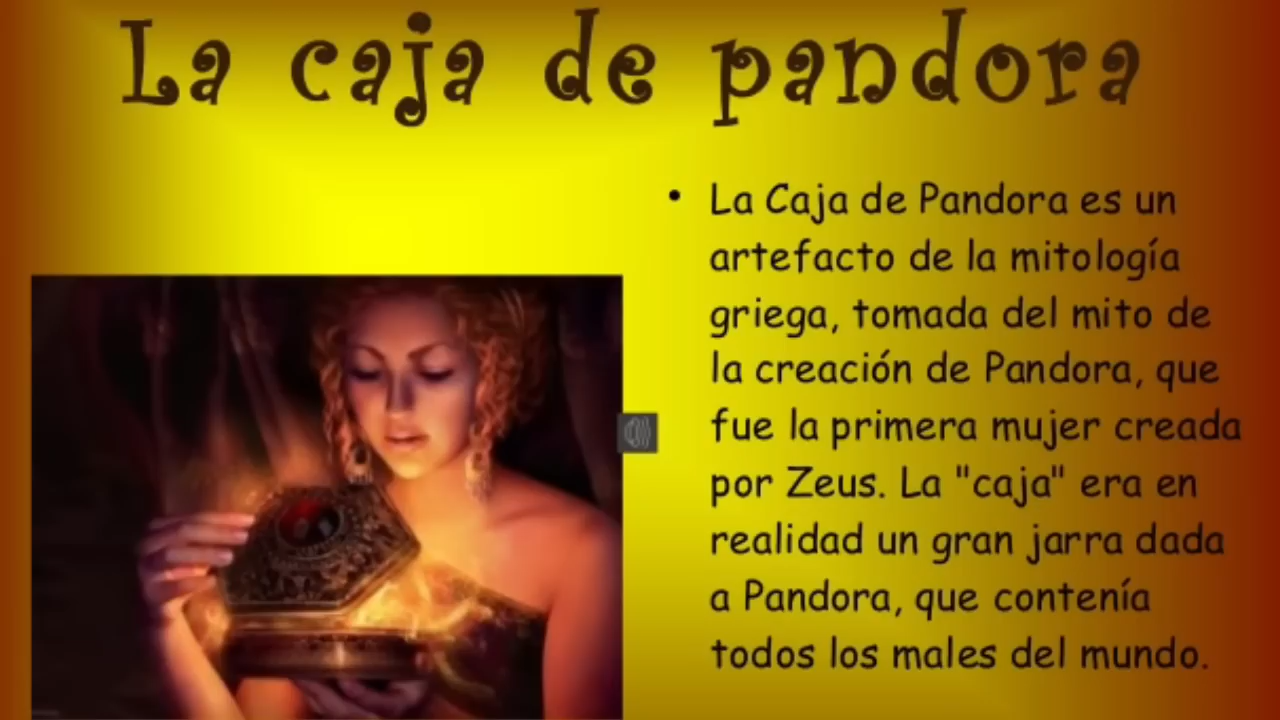 La caja de pandora
• La Caja de Pandora es un
artefacto de la mitología
griega, tomada del mito de
la creación de Pandora, que
fue la primera mujer creada
por Zeus. La "caja" era en
realidad un gran jarra dada
a Pandora, que contenía
todos los males del mundo.